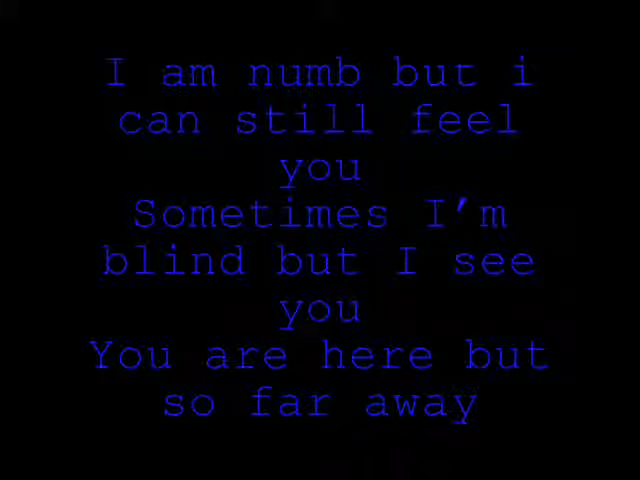 I am numb but i
can still feel
you
Sometimes I’m
blind but I see
you
You are here but
so far away